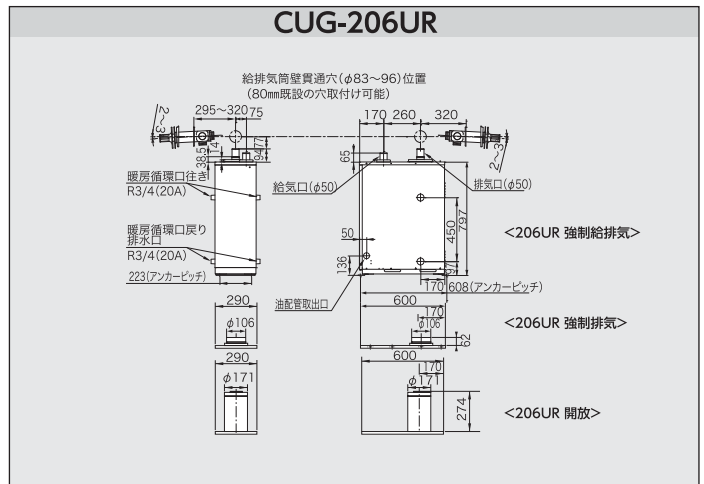 CUG-206UR
給排気筒壁貫通穴(φ83〜96)位置
(80mm既設の穴取付け可能)
295〜320 75
170 260 320
2〜3
2〜3
77
94
14
38.5
65
暖房循環口往き
R3/4(20A)
給気口(φ50)
排気口(φ50)
暖房循環口戻り
排水口
R3/4(20A)
50
136
450
797
97
<206UR 強制給排気>
223(アンカーピッチ)
170 608(アンカーピッチ)
油配管取出口
290
600
170
φ106
φ106
62
<206UR 強制排気>
290
600
170
φ171
φ171
274
<206UR 開放>